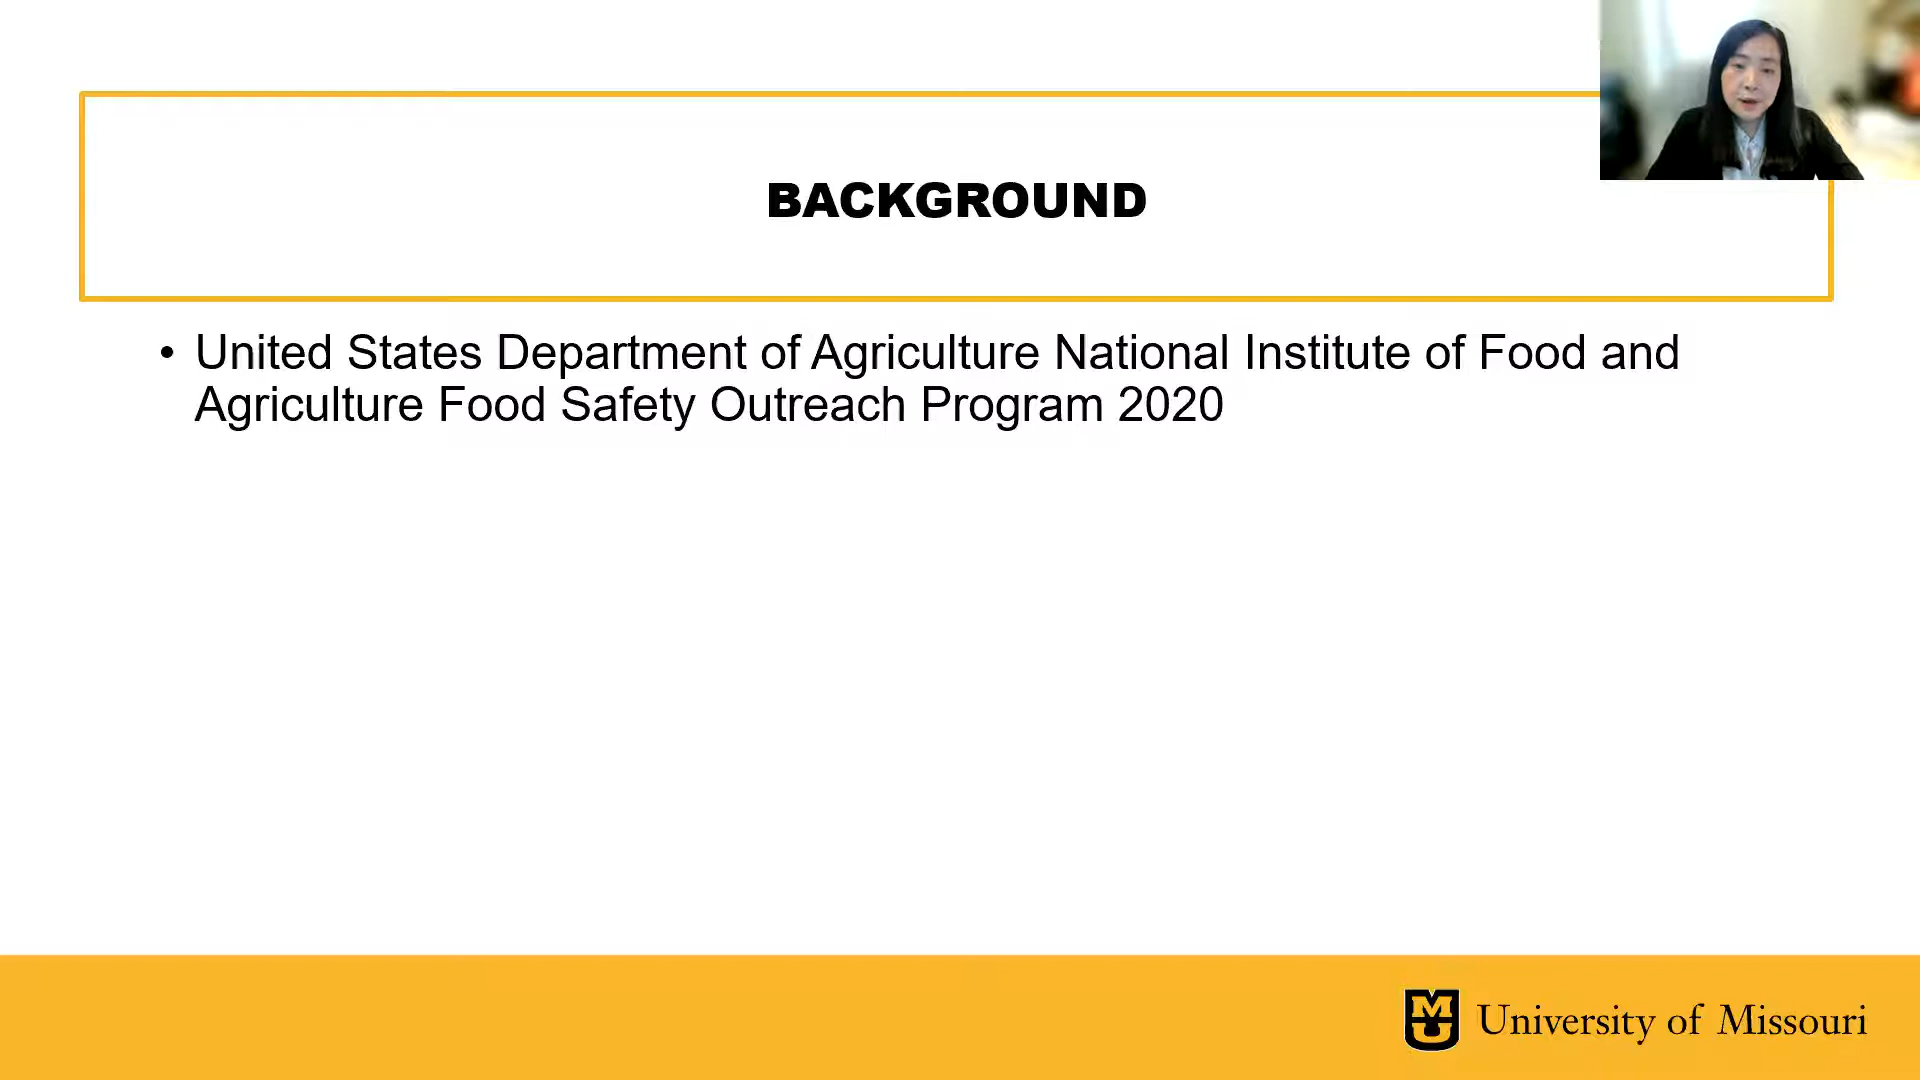 BACKGROUND
• United States Department of Agriculture National Institute of Food and
Agriculture Food Safety Outreach Program 2020
MU University of Missouri